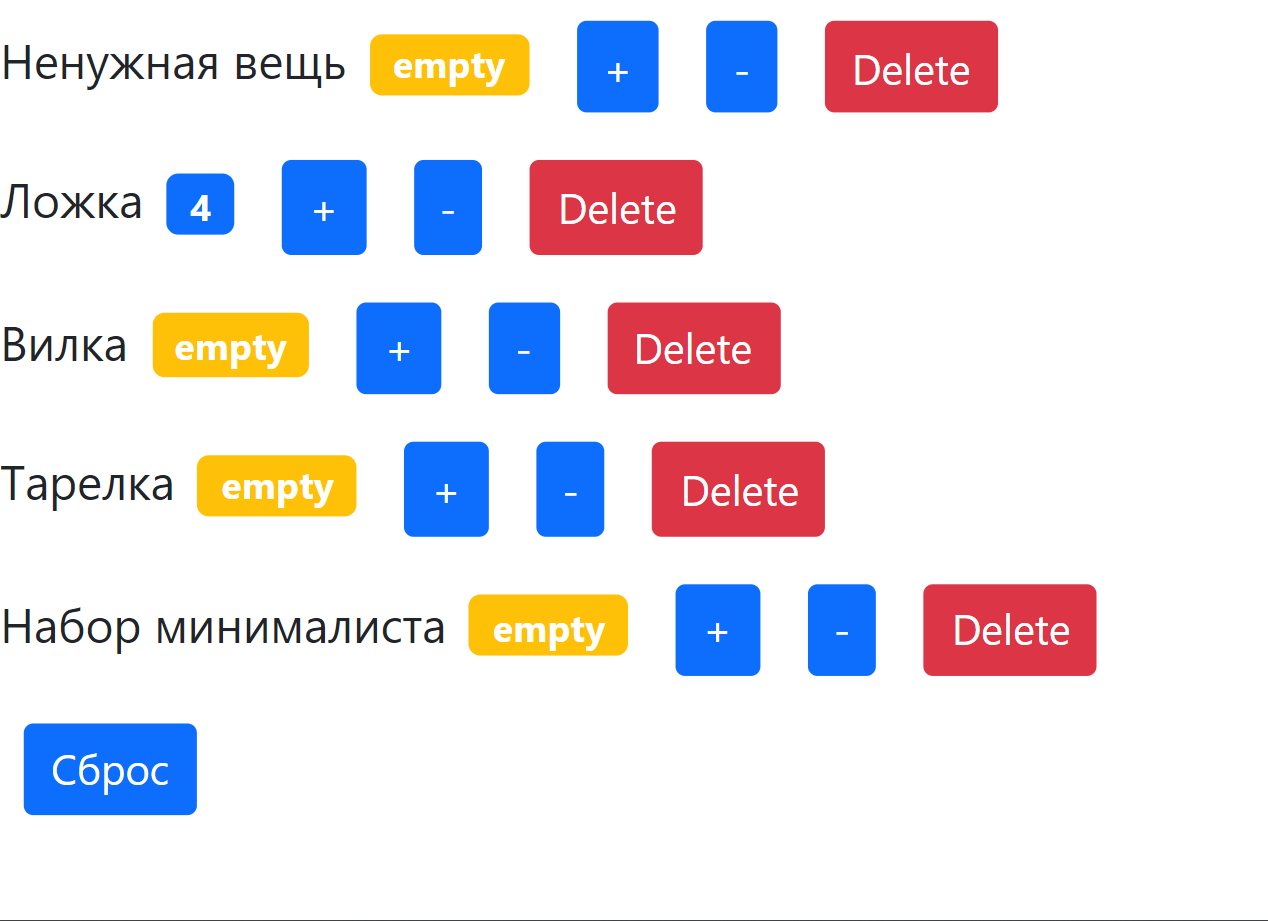 Ненужная вещь empty + - Delete
Ложка 4 + - Delete
Вилка empty + - Delete
Тарелка empty + - Delete
Набор минималиста empty + - Delete
Сброс